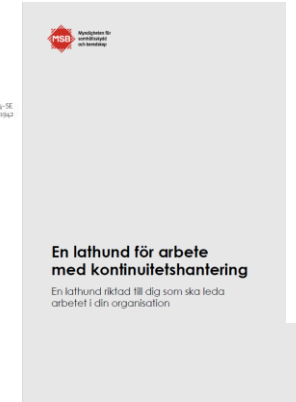 MSB
Myndigheten för
samhällsskydd
och beredskap
En lathund för arbete
med kontinuitetshantering
En lathund riktad till dig som ska leda
arbetet i din organisation